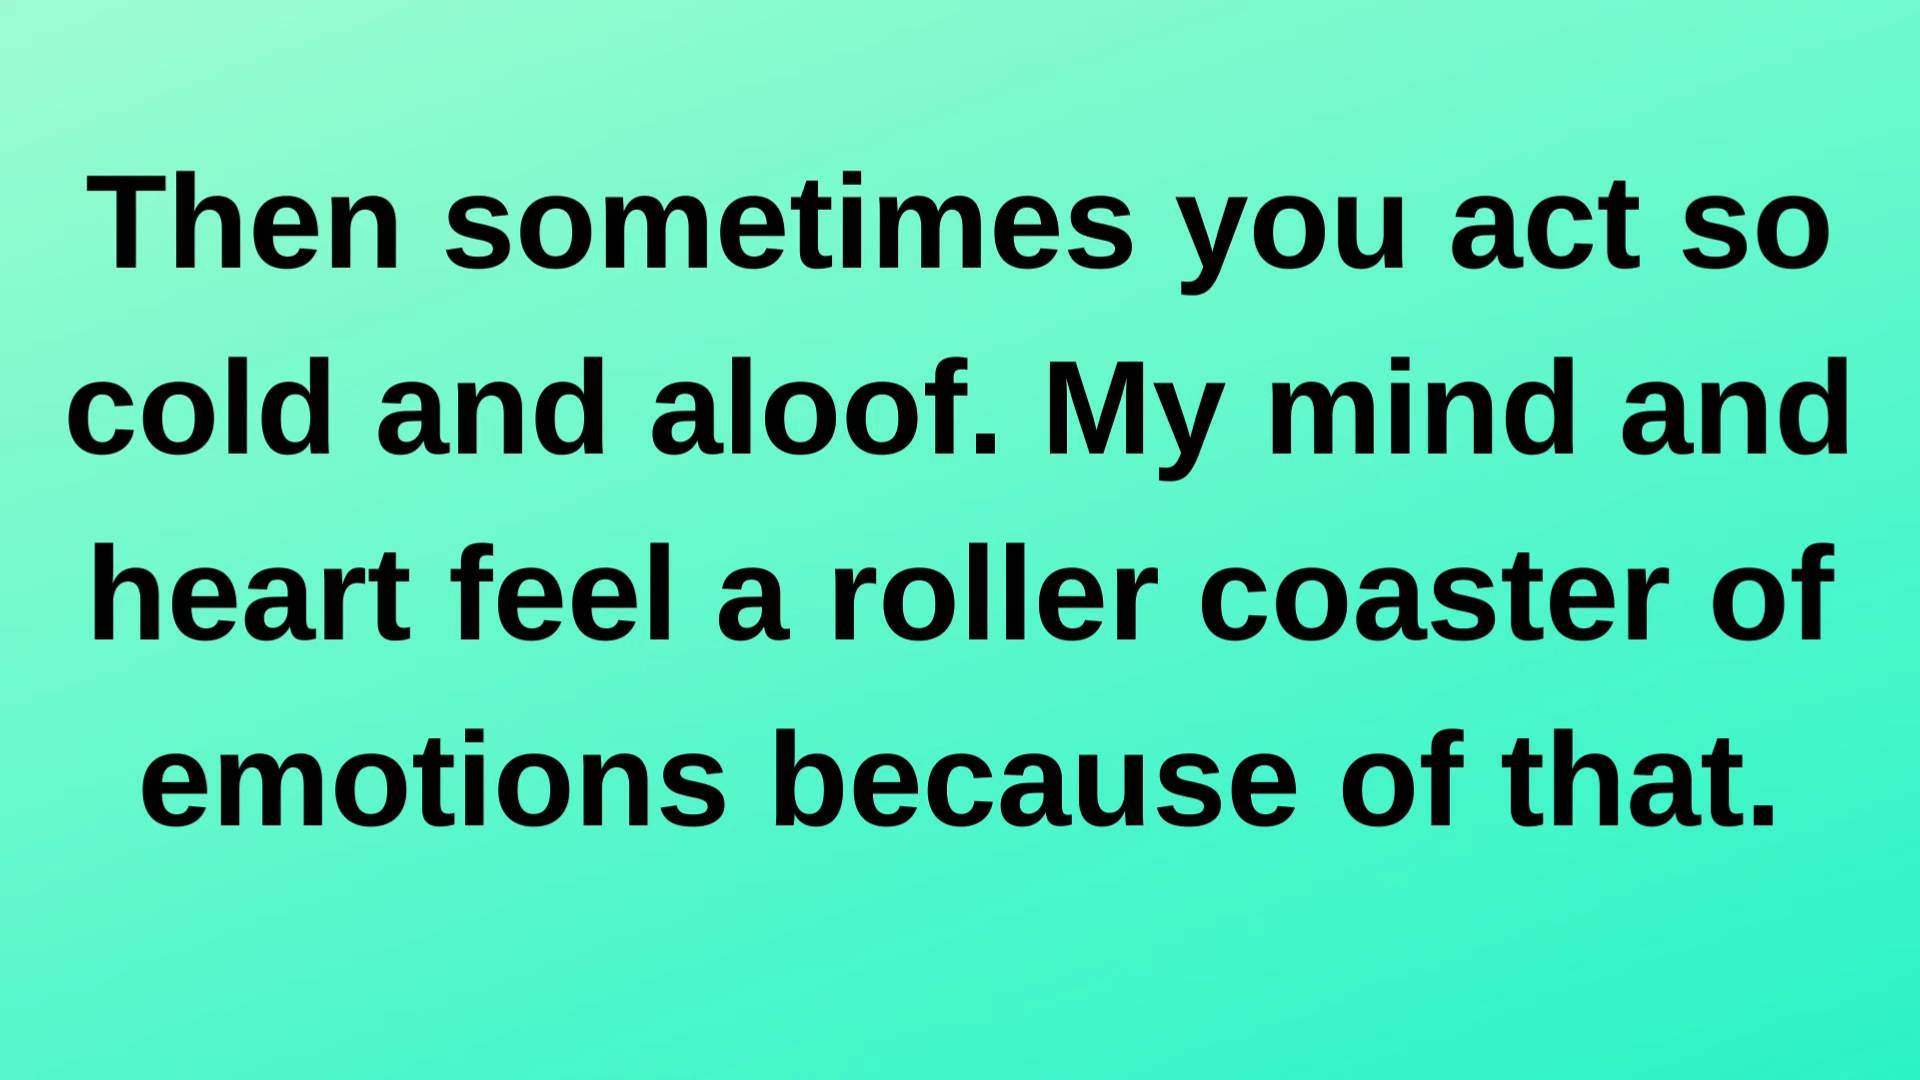 Then sometimes you act so
cold and aloof. My mind and
heart feel a roller coaster of
emotions because of that.